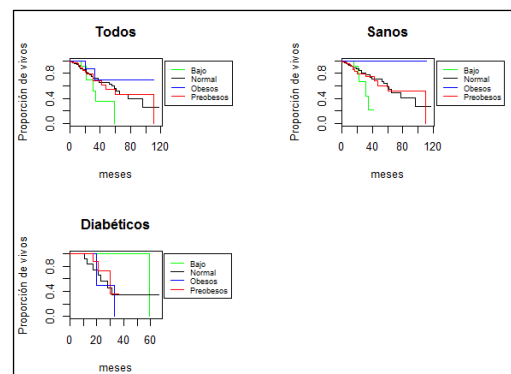 Todos
Proporción de vivos
0.0 0.4 0.8
0 20 60 120
meses
Bajo
Normal
Obesos
Preobesos
Sanos
Proporción de vivos
0.0 0.4 0.8
0 40 80 120
meses
Bajo
Normal
Obesos
Preobesos
Diabéticos
Proporción de vivos
0.0 0.4 0.8
0 20 40 60
meses
Bajo
Normal
Obesos
Preobesos